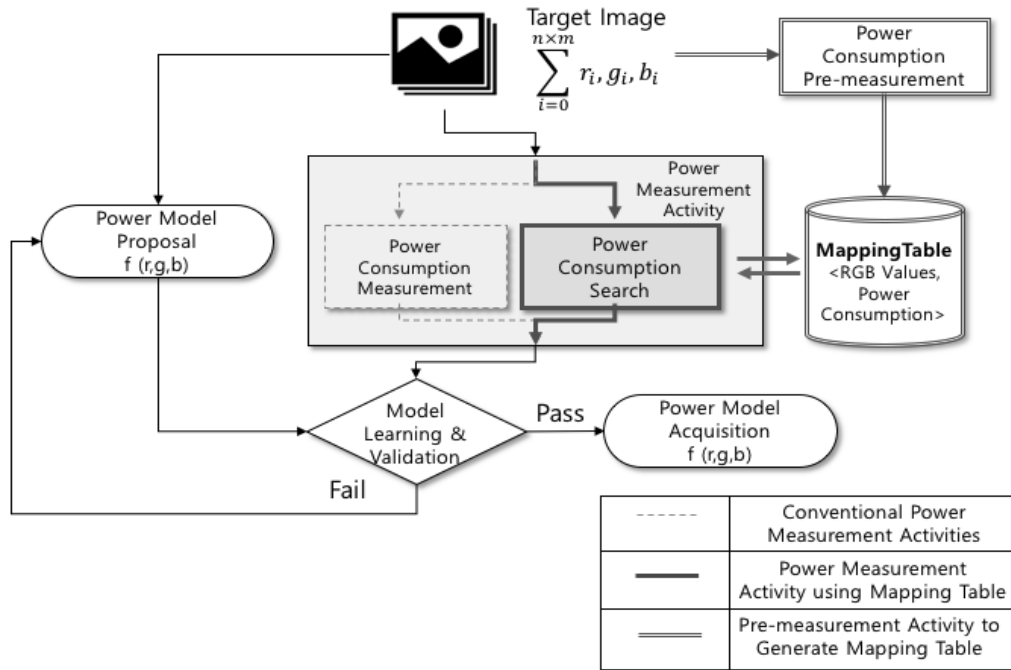 Target Image
n×m
∑ r_i, g_i, b_i
i=0
Power
Consumption
Pre-measurement
Power
Measurement
Activity
Power Model
Proposal
f (r,g,b)
Power
Consumption
Measurement
Power
Consumption
Search
MappingTable
<RGB Values,
Power
Consumption>
Model
Learning &
Validation
Pass
Fail
Power Model
Acquisition
f (r,g,b)
Conventional Power
Measurement Activities
Power Measurement
Activity using Mapping Table
Pre-measurement Activity to
Generate Mapping Table